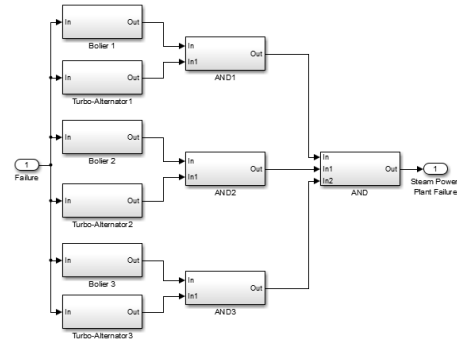 In Out
Bolier 1
In Out
Turbo-Alternator1
In Out
In1
AND1
In Out
Bolier 2
In Out
Turbo-Alternator2
In Out
In1
AND2
In Out
Bolier 3
In Out
Turbo-Alternator3
In Out
In1
AND3
1
Failure
In
In1 Out
In2
AND
1
Steam Power
Plant Failure